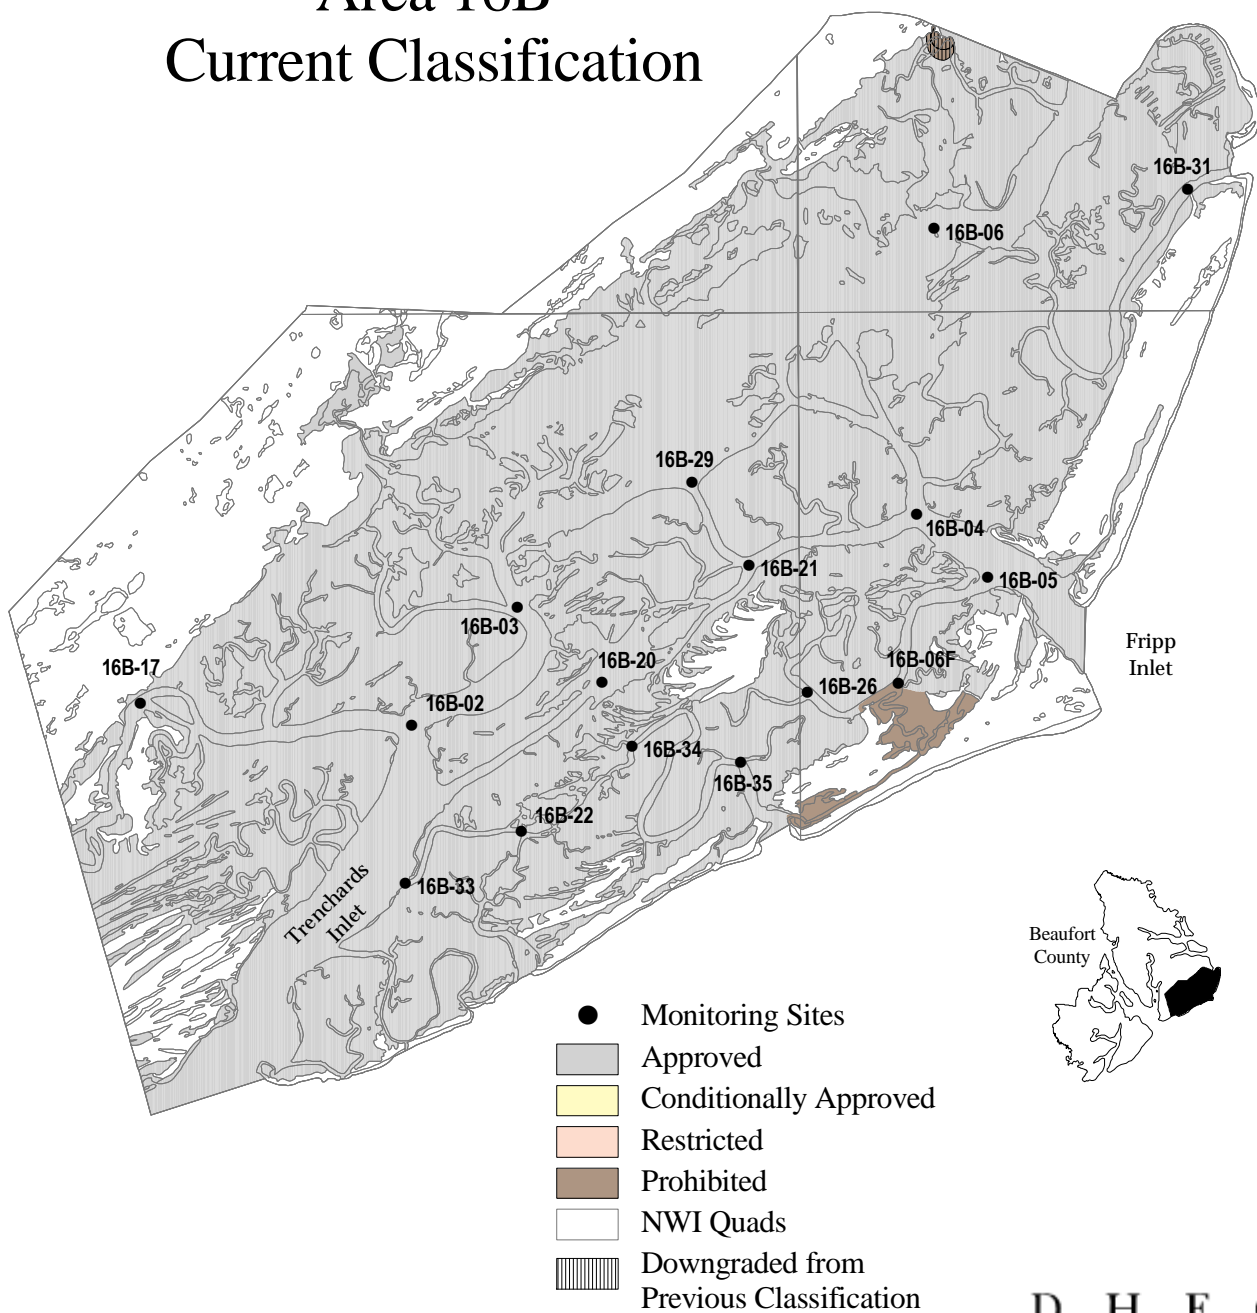 Area 16B
Current Classification
16B-31
16B-06
16B-29
16B-04
16B-21
16B-05
16B-03
16B-20
16B-06F
Fripp
Inlet
16B-17
16B-26
16B-02
16B-34
16B-35
16B-22
16B-33
Trenchards
Inlet
Beaufort
County
Monitoring Sites
Approved
Conditionally Approved
Restricted
Prohibited
NWI Quads
Downgraded from
Previous Classification
D H E